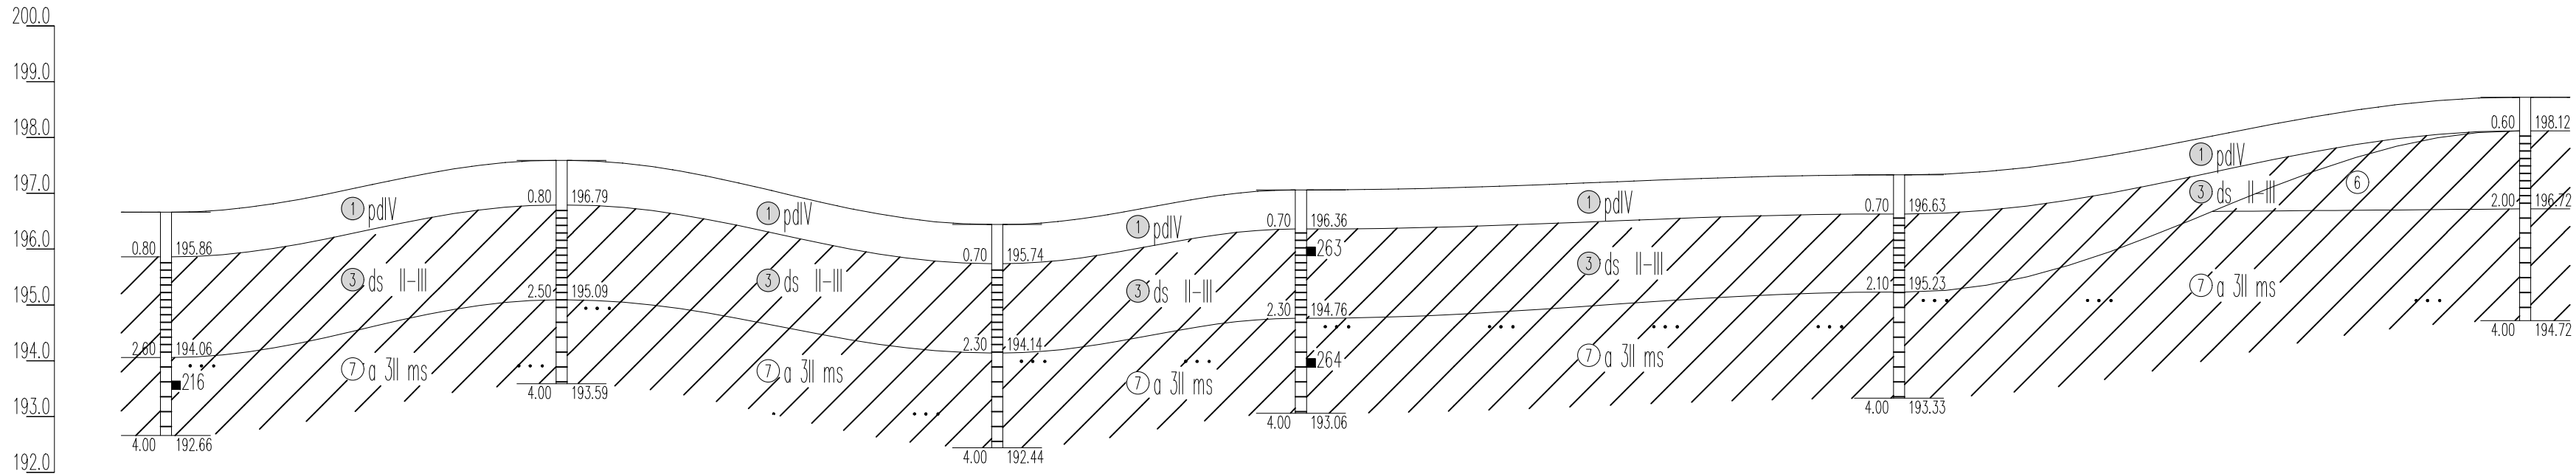 200.0
199.0
198.0
197.0
196.0
195.0
194.0
193.0
192.0
0.80 195.86
2.60 194.06
216
4.00 192.66
1 pdIV
3 ds II-III
7 a 3II ms
0.80 196.79
2.50 195.09
4.00 193.59
1 pdIV
3 ds II-III
7 a 3II ms
0.70 195.74
2.30 194.14
4.00 192.44
1 pdIV
3 ds II-III
7 a 3II ms
0.70 196.36
263
2.30 194.76
264
4.00 193.06
1 pdIV
3 ds II-III
7 a 3II ms
0.70 196.63
2.10 195.23
4.00 193.33
1 pdIV
3 ds II-III
6
7 a 3II ms
0.60 198.12
2.00 196.72
4.00 194.72